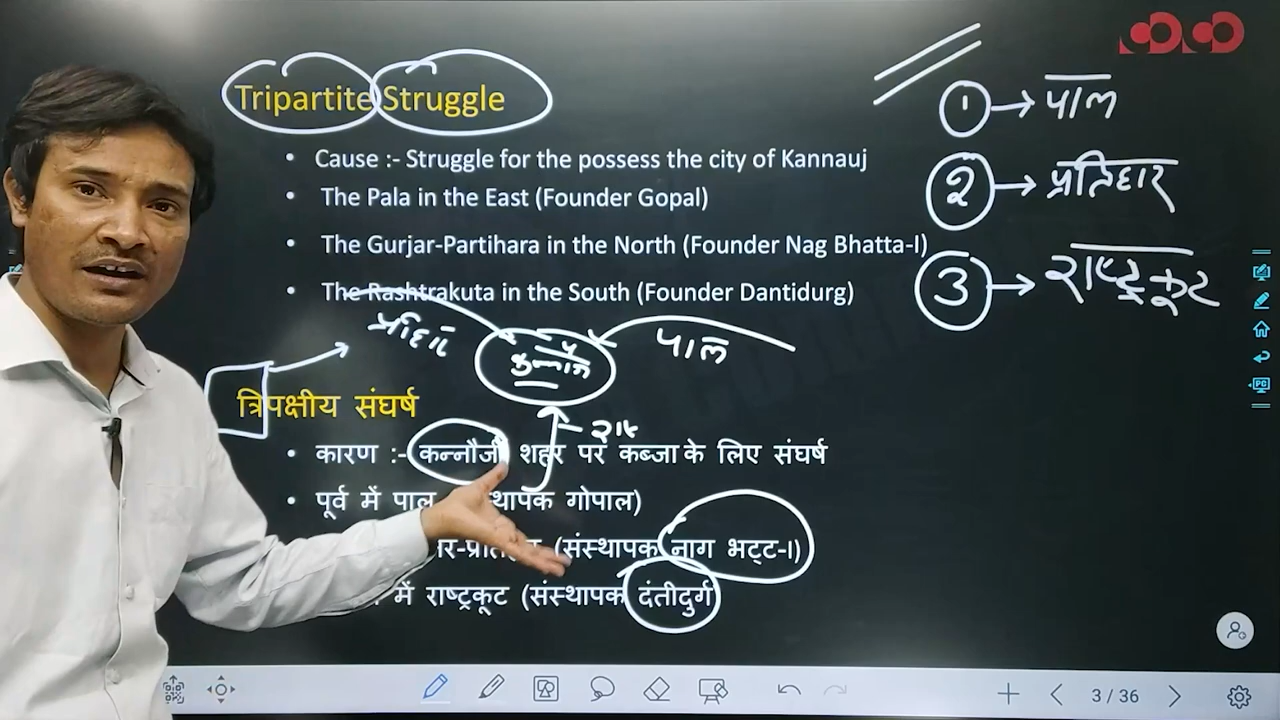 Tripartite Struggle
• Cause :- Struggle for the possess the city of Kannauj
• The Pala in the East (Founder Gopal)
• The Gurjar-Partihara in the North (Founder Nag Bhatta-I)
• The Rashtrakuta in the South (Founder Dantidurg)
1 → पाल
2 → प्रतिहार
3 → राष्ट्रकूट
पाल
राष्
त्रिपक्षीय संघर्ष
• कारण :- कन्नौज शहर पर कब्जा के लिए संघर्ष
• पूर्व में पाल स्थापक गोपाल)
(संस्थापक नाग भट्ट-I)
में राष्ट्रकूट (संस्थापक दंतीदुर्ग
3 / 36
PC